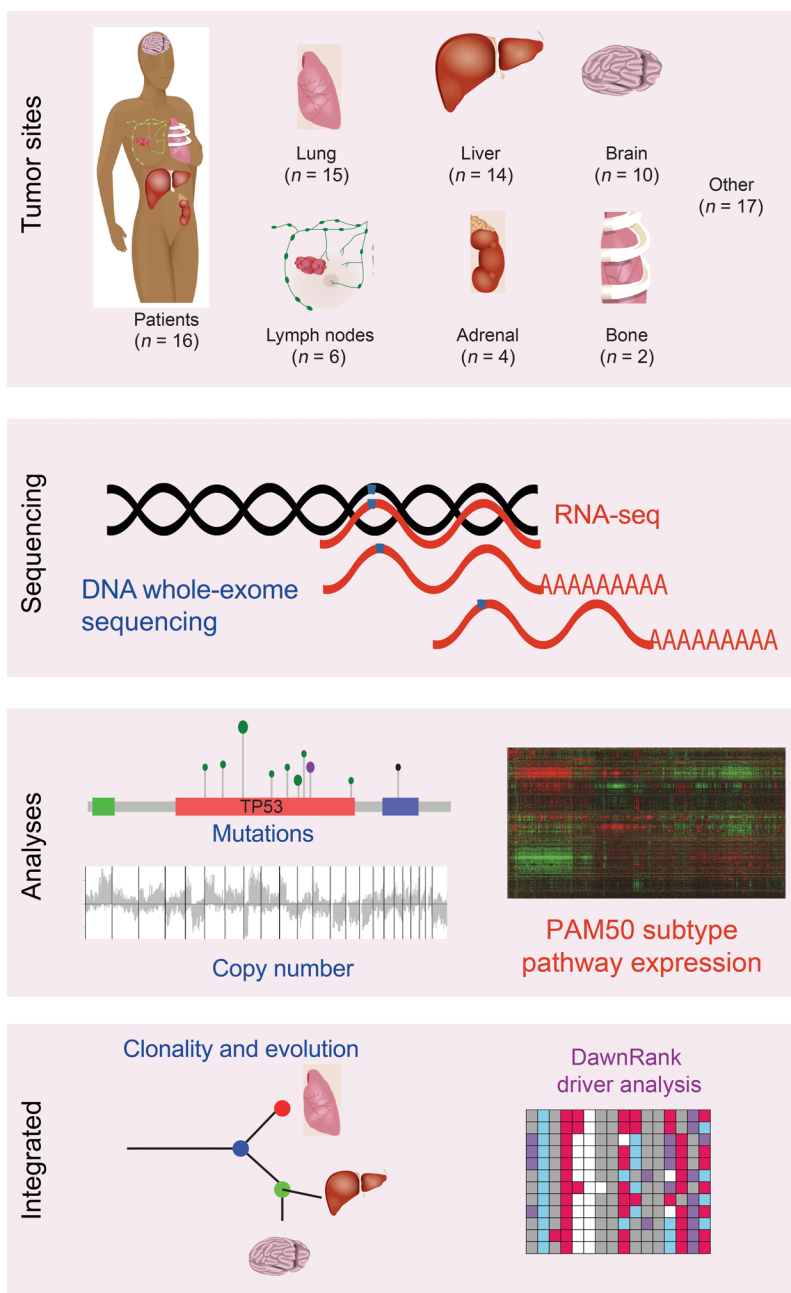 Tumor sites
Patients
(n = 16)
Lung
(n = 15)
Liver
(n = 14)
Brain
(n = 10)
Other
(n = 17)
Lymph nodes
(n = 6)
Adrenal
(n = 4)
Bone
(n = 2)
Sequencing
RNA-seq
DNA whole-exome
sequencing
AAAAAAAAA
AAAAAAAAA
Analyses
TP53
Mutations
Copy number
PAM50 subtype
pathway expression
Integrated
Clonality and evolution
DawnRank
driver analysis